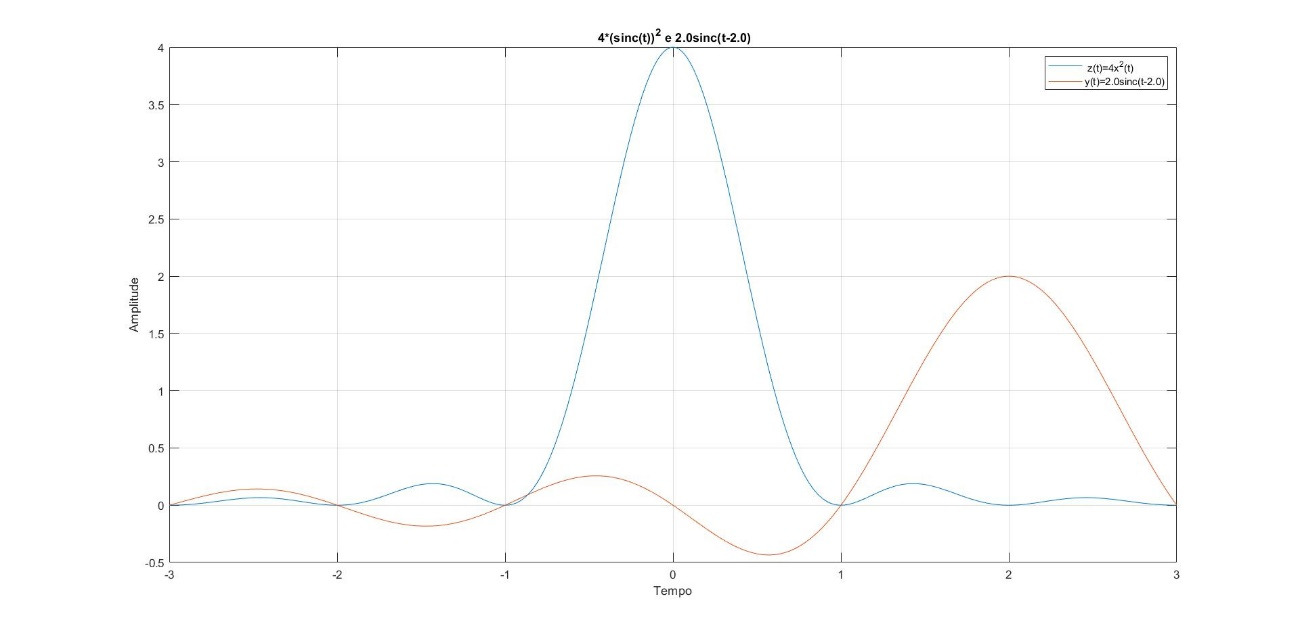 4*(sinc(t))² e 2.0sinc(t-2.0)
z(t)=4x²(t)
y(t)=2.0sinc(t-2.0)
4
3.5
3
2.5
2
1.5
1
0.5
0
-0.5
Amplitude
-3 -2 -1 0 1 2 3
Tempo